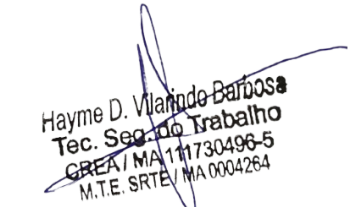 Hayme D. Vilarindo Barbosa
Tec. Seg. do Trabalho
CREA / MA 111730496-5
M.T.E. SRTE / MA 0004264